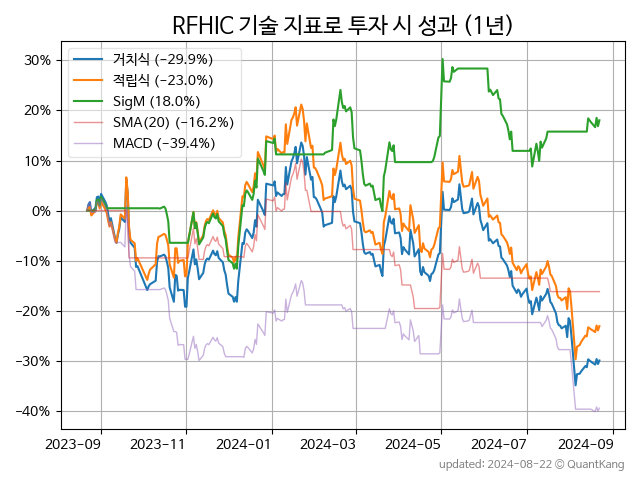 RFHIC 기술 지표로 투자 시 성과 (1년)
거치식 (−29.9%)
적립식 (−23.0%)
SigM (18.0%)
SMA(20) (−16.2%)
MACD (−39.4%)
30%
20%
10%
0%
−10%
−20%
−30%
−40%
2023-09 2023-11 2024-01 2024-03 2024-05 2024-07 2024-09
updated: 2024-08-22 © QuantKang